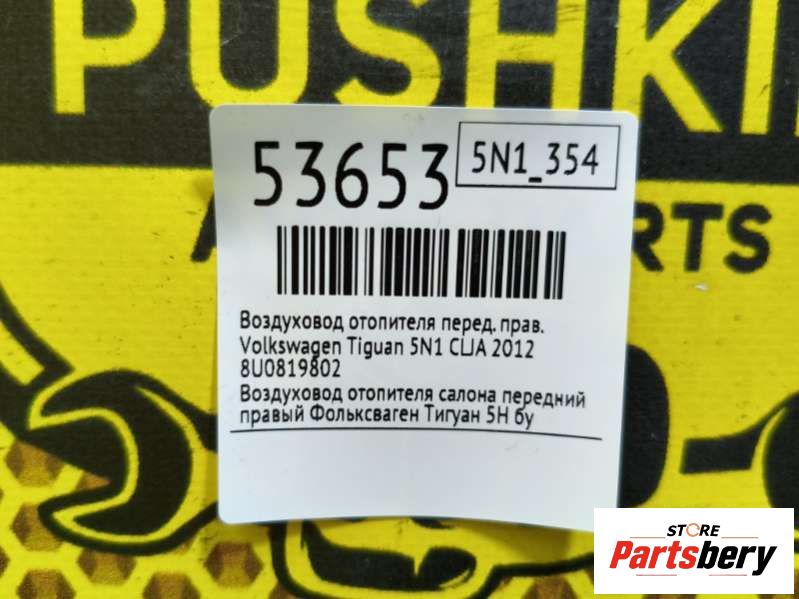 PUSHKI
53653
5N1_354
RTS
Воздуховод отопителя перед. прав.
Volkswagen Tiguan 5N1 CLJA 2012
8U0819802
Воздуховод отопителя салона передний
правый Фольксваген Тигуан 5Н бу
STORE
Partsbery